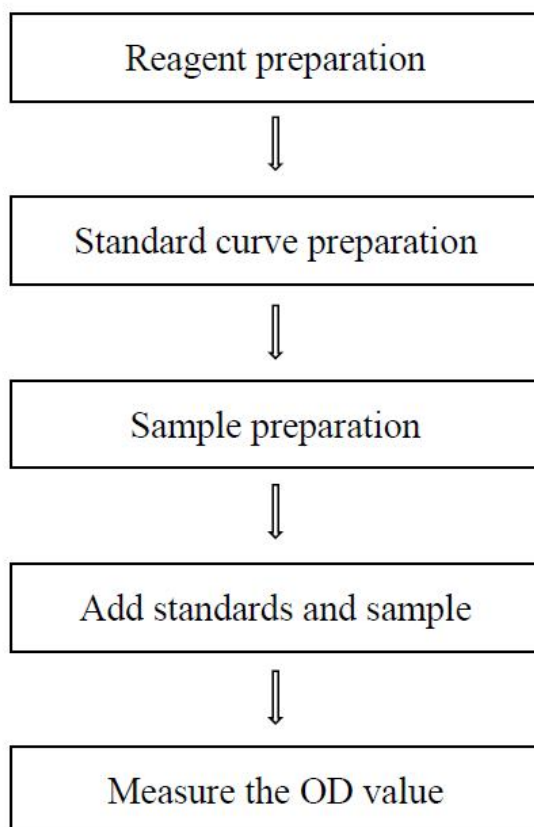 Reagent preparation
Standard curve preparation
Sample preparation
Add standards and sample
Measure the OD value